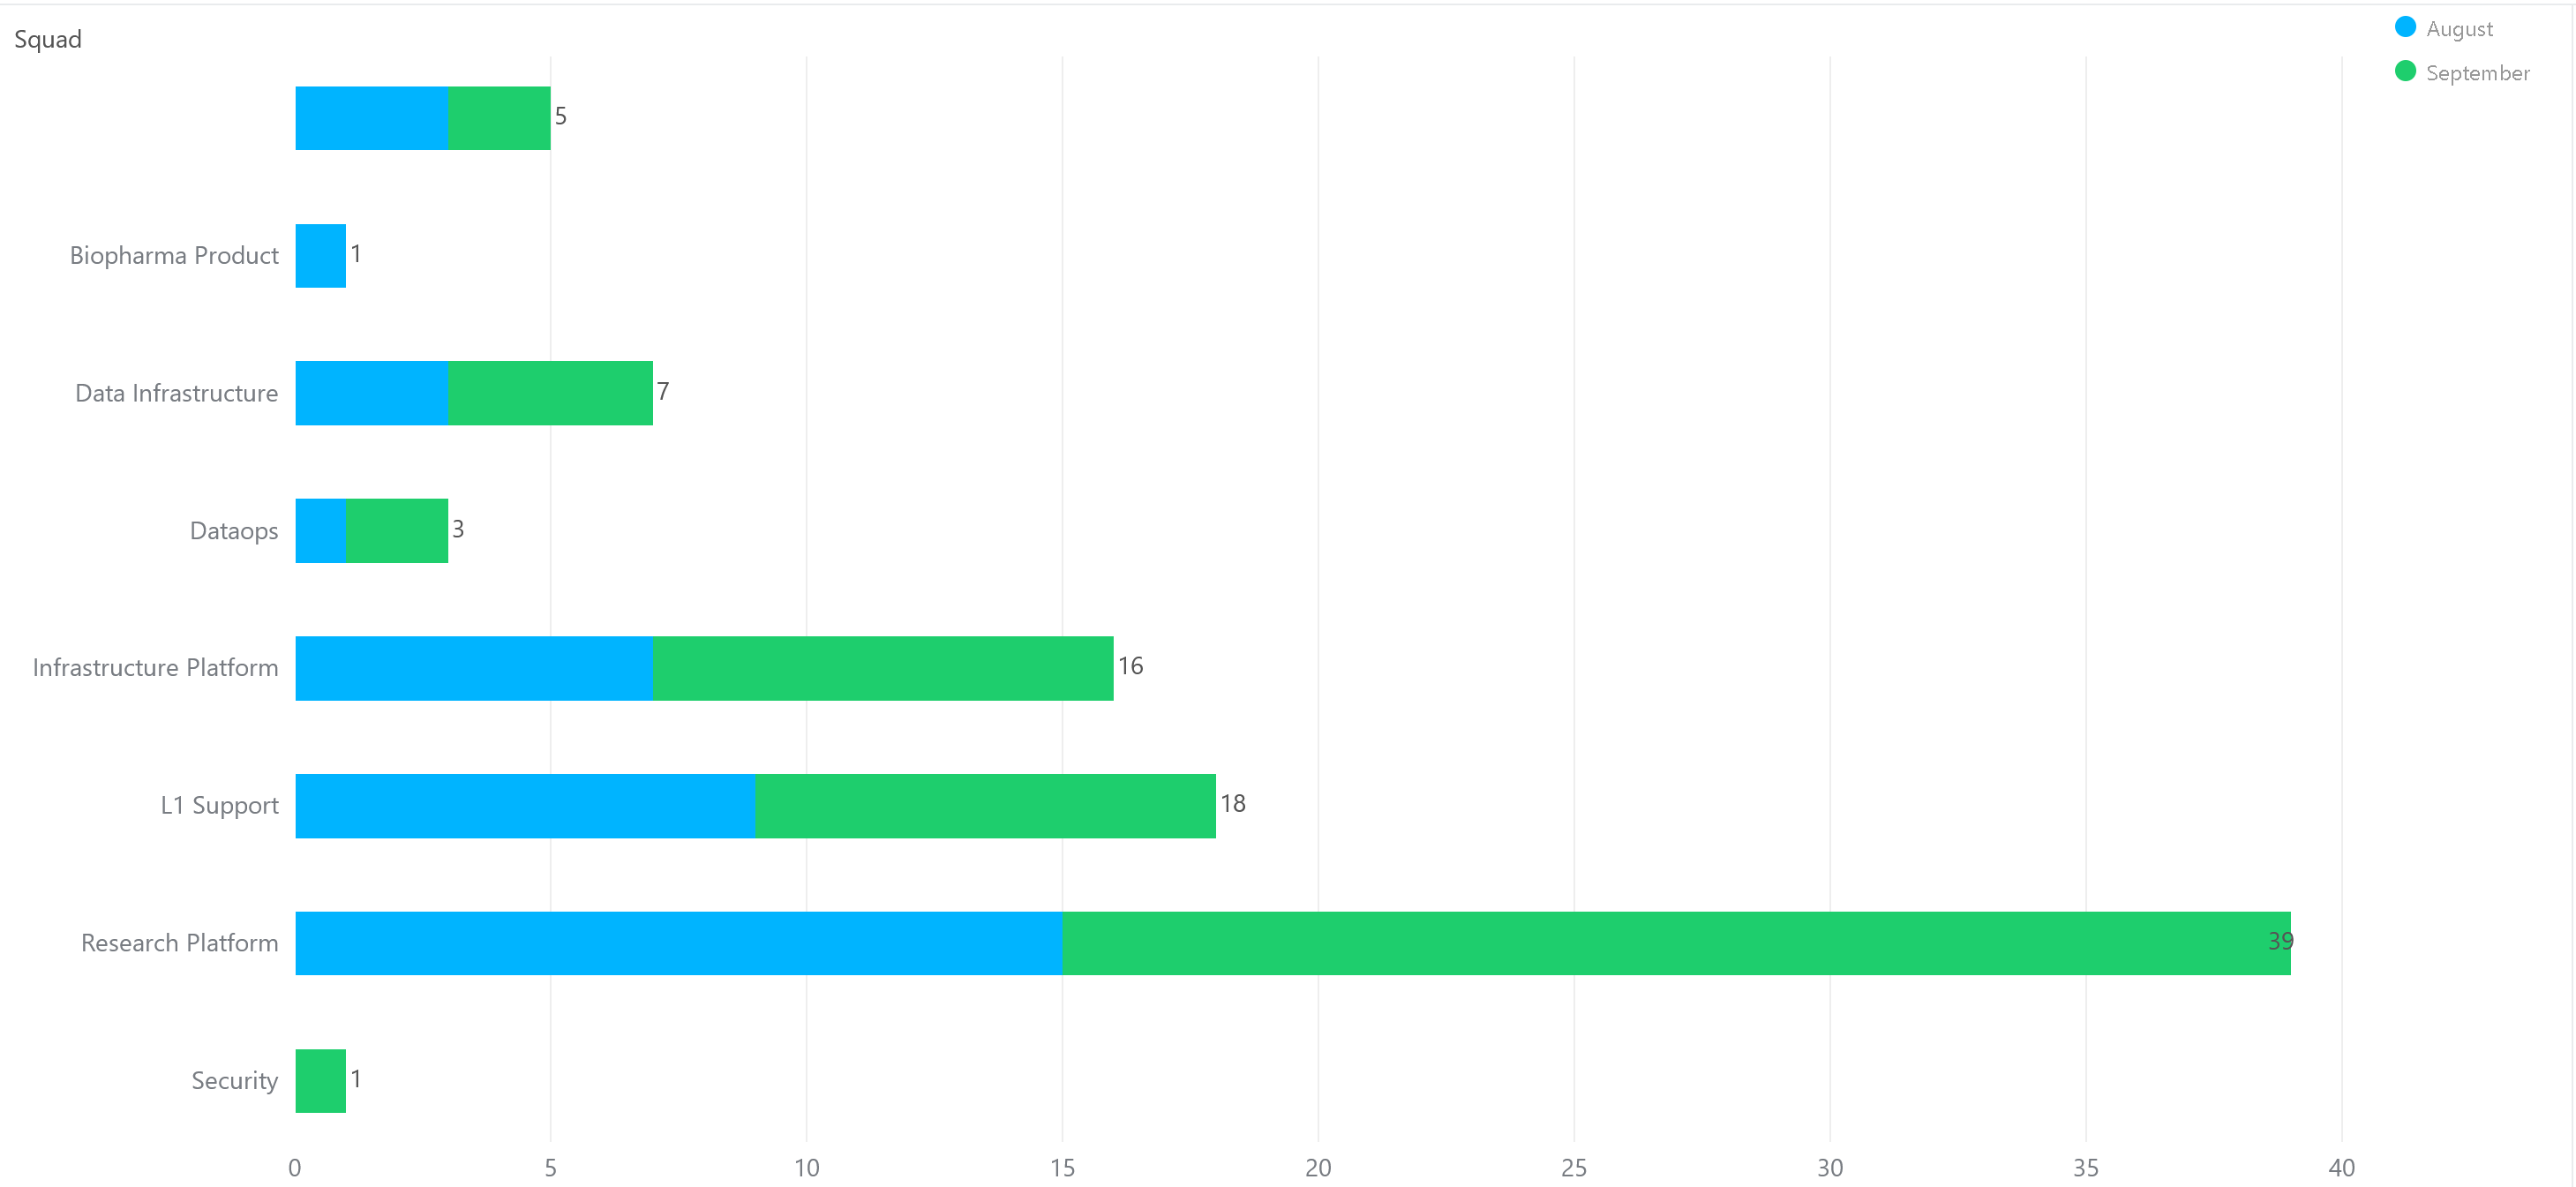 Squad
August
September
5
Biopharma Product
1
Data Infrastructure
7
Dataops
3
Infrastructure Platform
16
L1 Support
18
Research Platform
39
Security
1
0 5 10 15 20 25 30 35 40